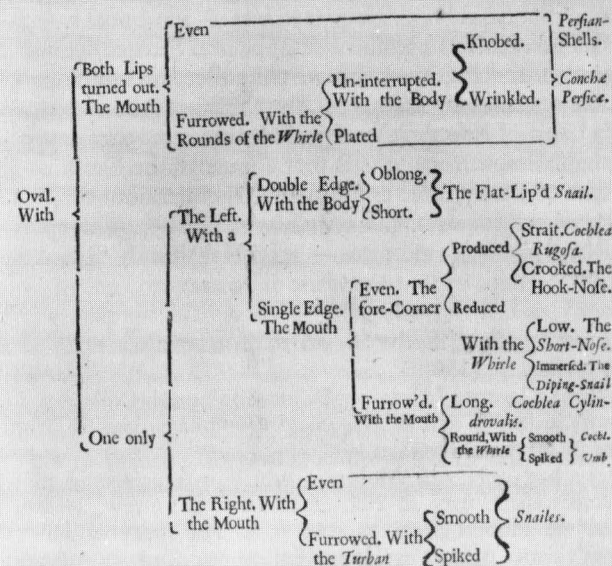 Even
Persian-
Shells.
Both Lips
turned out.
The Mouth
Knobed.
Un-interrupted.
With the Body
Conchæ
Persicæ.
Wrinkled.
Furrowed. With the
Rounds of the Whirle
Plated
Oval.
With
Double Edge.
With the Body
Oblong.
Short.
The Flat-Lip'd Snail.
The Left.
With a
Strait. Cochlea
Rugosa.
Produced
Crooked. The
Hook-Nose.
Even. The
fore-Corner
Single Edge.
The Mouth
Reduced
With the
Whirle
Low. The
Short-Nose.
Immersed. The
Diping-Snail
Furrow'd.
With the Mouth
Long. Cochlea Cylin-
drovalis.
Round, With
the Whirle
Smooth
Spiked
Cochl.
Umb.
One only
The Right. With
the Mouth
Even
Furrowed. With
the Turban
Smooth
Spiked
Snailes.